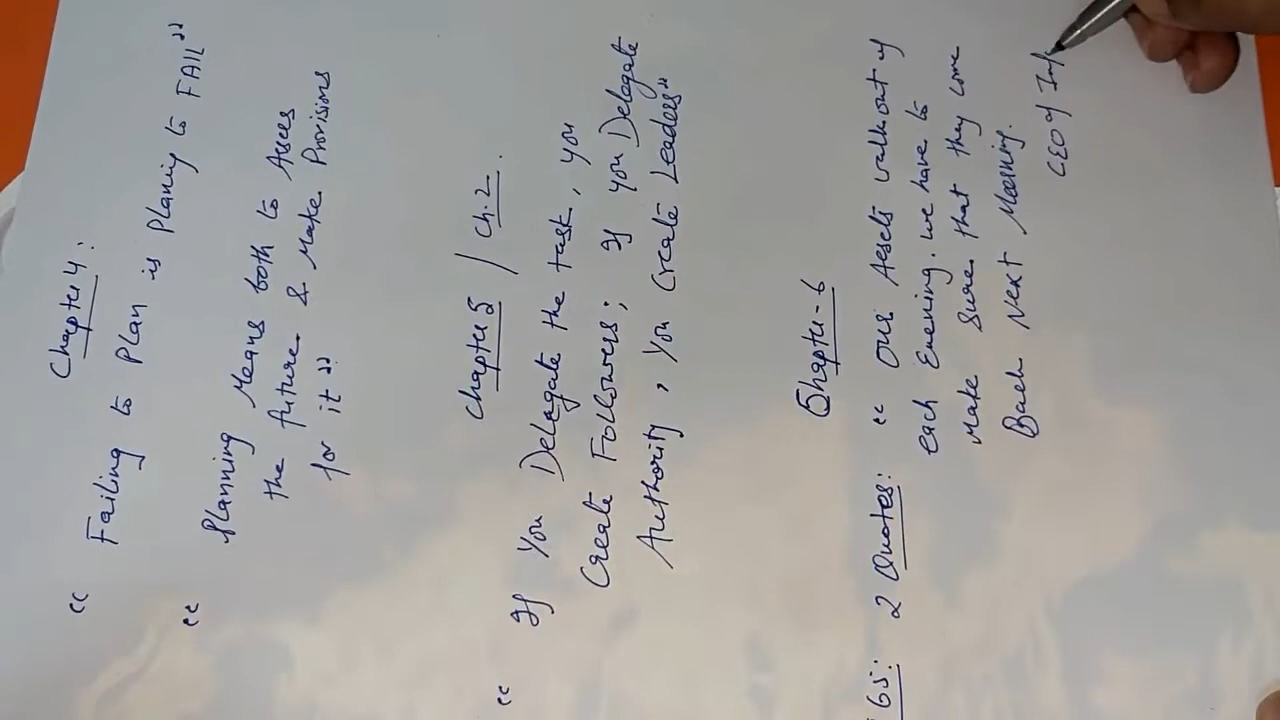 Chapter 4:
“ Failing to Plan is Planing to FAIL”
“ Planning Means both to Asses
the future & Make Provisions
for it”
Chapter 5 / Ch. 2.
“ If You Delagate the task, you
Create Followers; If you Delegate
Authority, You Create Leaders"
Chapter-6
165: 2 Quotes: “ Our Assets walk out of
each Evening. we have to
Make Sure that they Come
Back Next Morning.
CEO of Inf